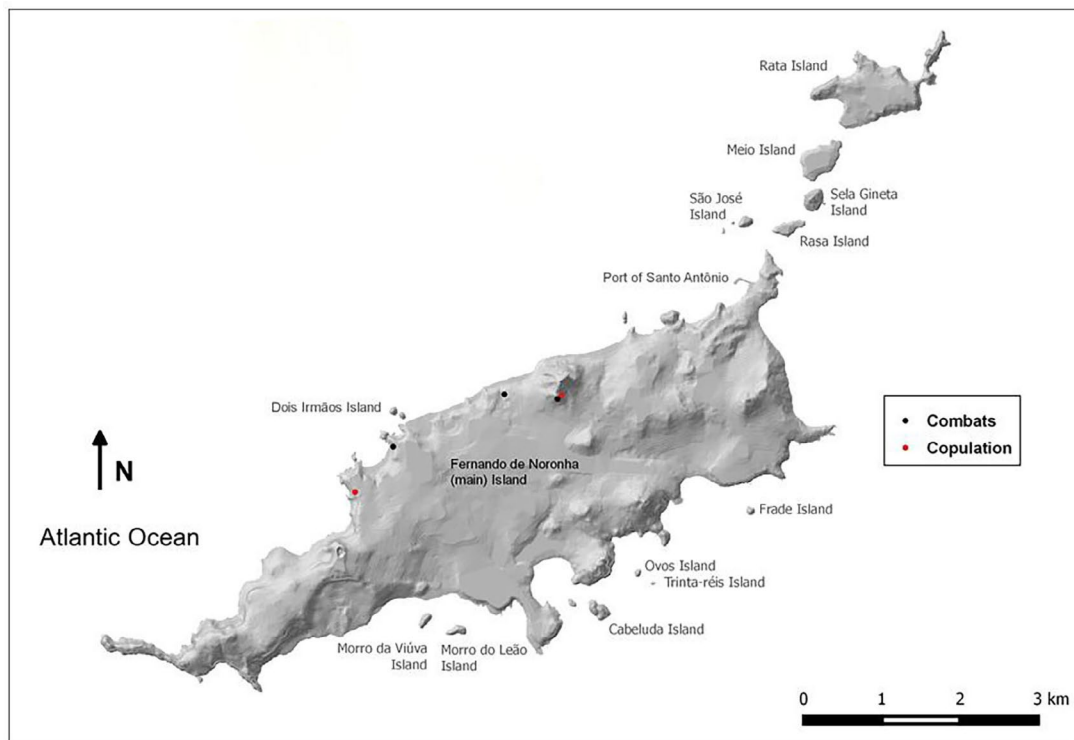 Rata Island
Meio Island
São José
Island
Sela Gineta
Island
Rasa Island
Port of Santo Antônio
Dois Irmãos Island
Combats
Copulation
N
Fernando de Noronha
(main) Island
Atlantic Ocean
Frade Island
Ovos Island
Trinta-réis Island
Cabeluda Island
Morro da Viúva
Island
Morro do Leão
Island
0 1 2 3 km